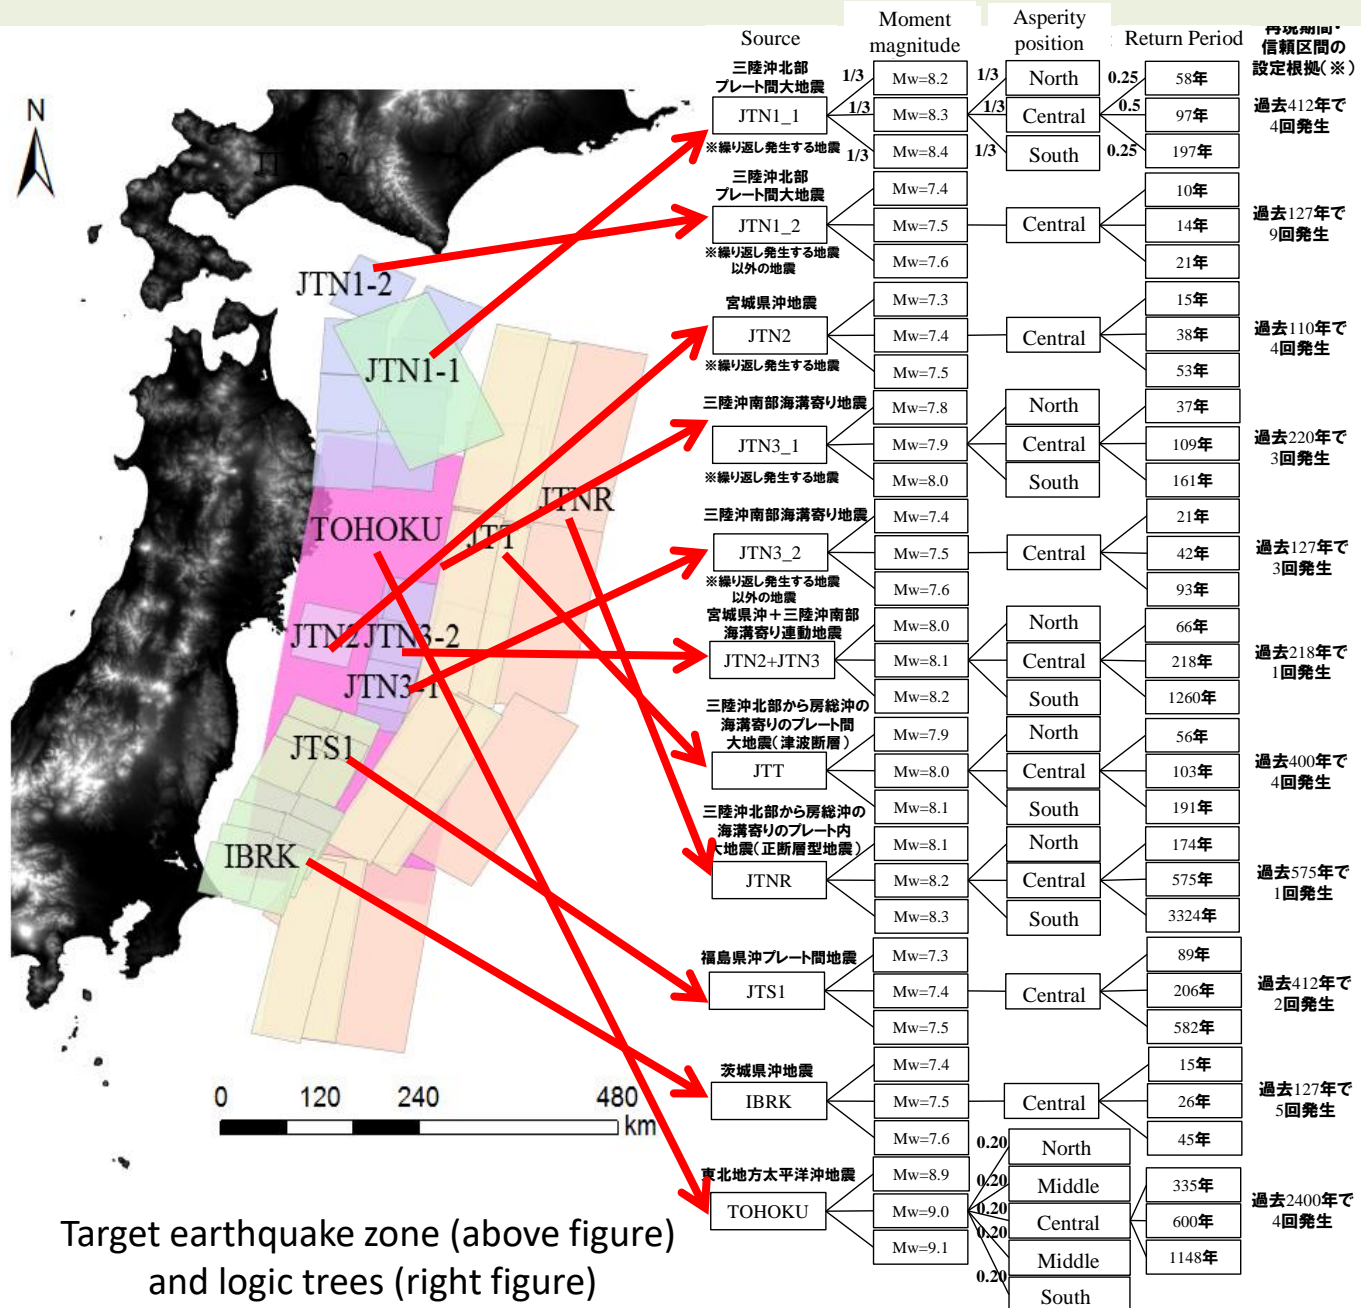 N
JTN1-2
JTN1-1
JTNR
TOHOKU
JTT
JTN2
JTN3-2
JTN3-1
JTS1
IBRK
0 120 240 480
km
Target earthquake zone (above figure)
and logic trees (right figure)
Source
Moment
magnitude
Asperity
position
Return Period
再現期間・
信頼区間の
設定根拠(※)
三陸沖北部
プレート間大地震
JTN1_1
※繰り返し発生する地震
1/3 Mw=8.2 1/3 North 0.25 58年
1/3 Mw=8.3 1/3 Central 0.5 97年
1/3 Mw=8.4 1/3 South 0.25 197年
過去412年で
4回発生
三陸沖北部
プレート間大地震
JTN1_2
※繰り返し発生する地震
以外の地震
Mw=7.4 10年
Mw=7.5 Central 14年
Mw=7.6 21年
過去127年で
9回発生
宮城県沖地震
JTN2
※繰り返し発生する地震
Mw=7.3 15年
Mw=7.4 Central 38年
Mw=7.5 53年
過去110年で
4回発生
三陸沖南部海溝寄り地震
JTN3_1
※繰り返し発生する地震
Mw=7.8 North 37年
Mw=7.9 Central 109年
Mw=8.0 South 161年
過去220年で
3回発生
三陸沖南部海溝寄り地震
JTN3_2
※繰り返し発生する地震
以外の地震
Mw=7.4 21年
Mw=7.5 Central 42年
Mw=7.6 93年
過去127年で
3回発生
宮城県沖＋三陸沖南部
海溝寄り連動地震
JTN2+JTN3
Mw=8.0 North 66年
Mw=8.1 Central 218年
Mw=8.2 South 1260年
過去218年で
1回発生
三陸沖北部から房総沖の
海溝寄りのプレート間
大地震(津波断層)
JTT
Mw=7.9 North 56年
Mw=8.0 Central 103年
Mw=8.1 South 191年
過去400年で
4回発生
三陸沖北部から房総沖の
海溝寄りのプレート内
大地震(正断層型地震)
JTNR
Mw=8.1 North 174年
Mw=8.2 Central 575年
Mw=8.3 South 3324年
過去575年で
1回発生
福島県沖プレート間地震
JTS1
Mw=7.3 89年
Mw=7.4 Central 206年
Mw=7.5 582年
過去412年で
2回発生
茨城県沖地震
IBRK
Mw=7.4 15年
Mw=7.5 Central 26年
Mw=7.6 45年
過去127年で
5回発生
東北地方太平洋沖地震
TOHOKU
Mw=8.9
Mw=9.0
Mw=9.1
0.20 North
0.20 Middle
0.20 Central
0.20 Middle
0.20 South
335年
600年
1148年
過去2400年で
4回発生